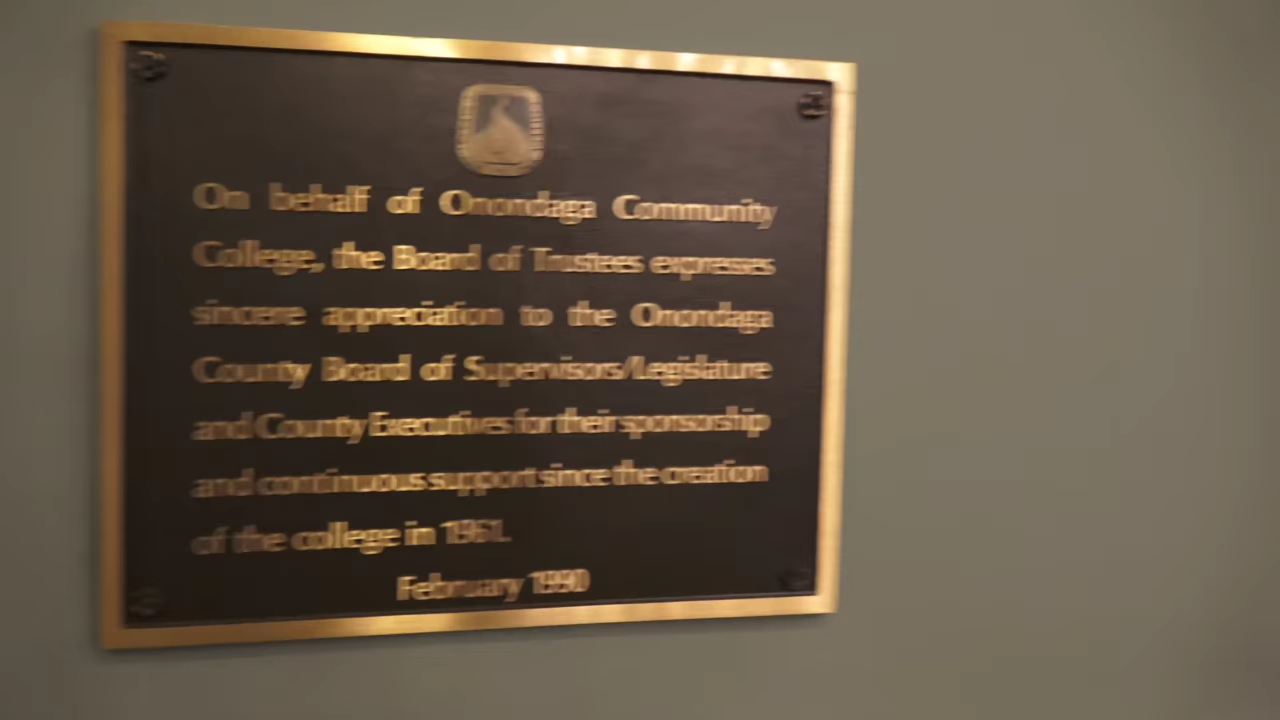 On behalf of Onondaga Community
College, the Board of Trustees expresses
sincere appreciation to the Onondaga
County Board of Supervisors/Legislature
and County Executives for their sponsorship
and continuous support since the creation
of the college in 1961.
February 1990